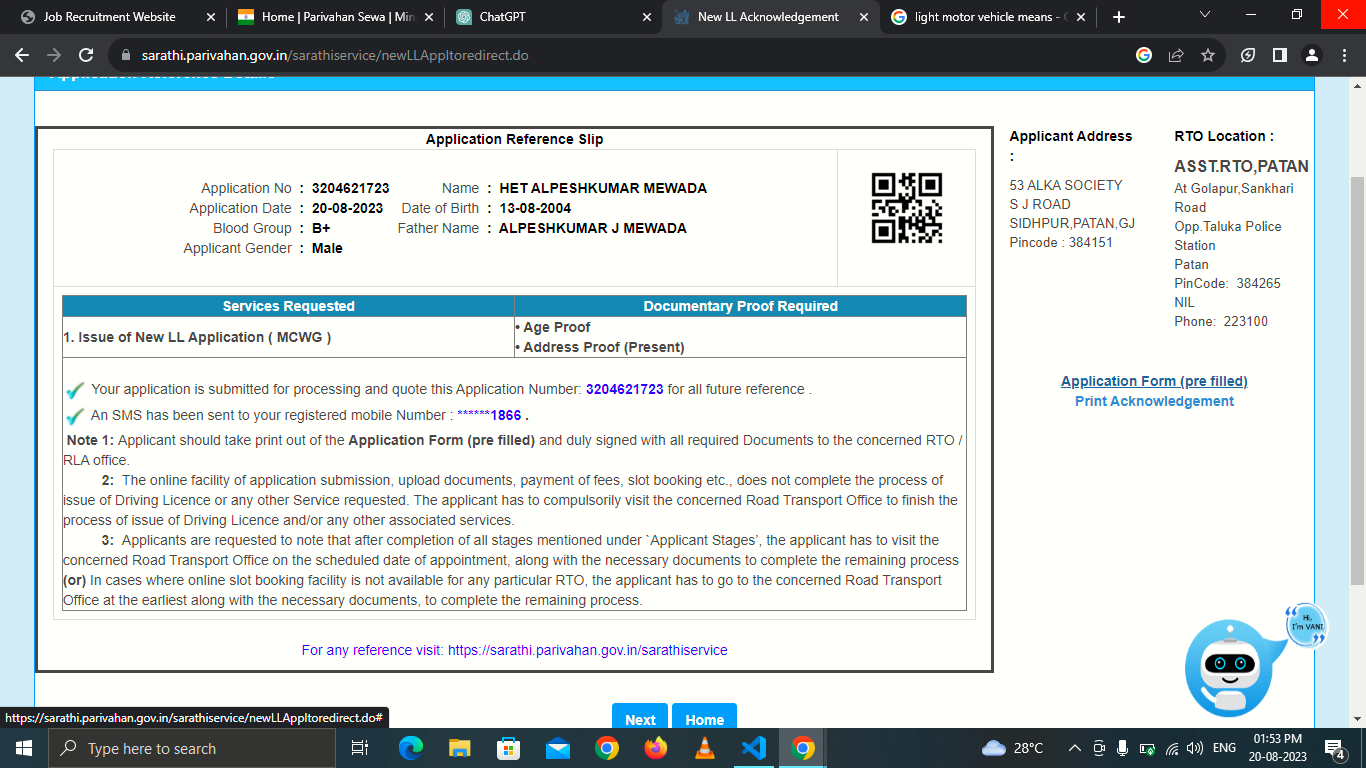 Job Recruitment Website
Home | Parivahan Sewa | Min
ChatGPT
New LL Acknowledgement
light motor vehicle means -
sarathi.parivahan.gov.in/sarathiservice/newLLAppltoredirect.do
Application Reference Details
Application Reference Slip
Application No : 3204621723 Name : HET ALPESHKUMAR MEWADA
Application Date : 20-08-2023 Date of Birth : 13-08-2004
Blood Group : B+ Father Name : ALPESHKUMAR J MEWADA
Applicant Gender : Male
Services Requested Documentary Proof Required
1. Issue of New LL Application ( MCWG )
• Age Proof
• Address Proof (Present)
Your application is submitted for processing and quote this Application Number: 3204621723 for all future reference .
An SMS has been sent to your registered mobile Number : ******1866 .
Note 1: Applicant should take print out of the Application Form (pre filled) and duly signed with all required Documents to the concerned RTO /
RLA office.
2: The online facility of application submission, upload documents, payment of fees, slot booking etc., does not complete the process of
issue of Driving Licence or any other Service requested. The applicant has to compulsorily visit the concerned Road Transport Office to finish the
process of issue of Driving Licence and/or any other associated services.
3: Applicants are requested to note that after completion of all stages mentioned under `Applicant Stages', the applicant has to visit the
concerned Road Transport Office on the scheduled date of appointment, along with the necessary documents to complete the remaining process
(or) In cases where online slot booking facility is not available for any particular RTO, the applicant has to go to the concerned Road Transport
Office at the earliest along with the necessary documents, to complete the remaining process.
For any reference visit: https://sarathi.parivahan.gov.in/sarathiservice
Applicant Address
:
53 ALKA SOCIETY
S J ROAD
SIDHPUR,PATAN,GJ
Pincode : 384151
RTO Location :
ASST.RTO,PATAN
At Golapur,Sankhari
Road
Opp.Taluka Police
Station
Patan
PinCode: 384265
NIL
Phone: 223100
Application Form (pre filled)
Print Acknowledgement
Hi,
I'm VANI
Next
Home
https://sarathi.parivahan.gov.in/sarathiservice/newLLAppltoredirect.do#
Type here to search
28°C
ENG
01:53 PM
20-08-2023
4